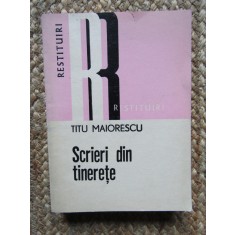 RESTITUIRI
RESTITUIRI
TITU MAIORESCU
Scrieri din
tinerețe